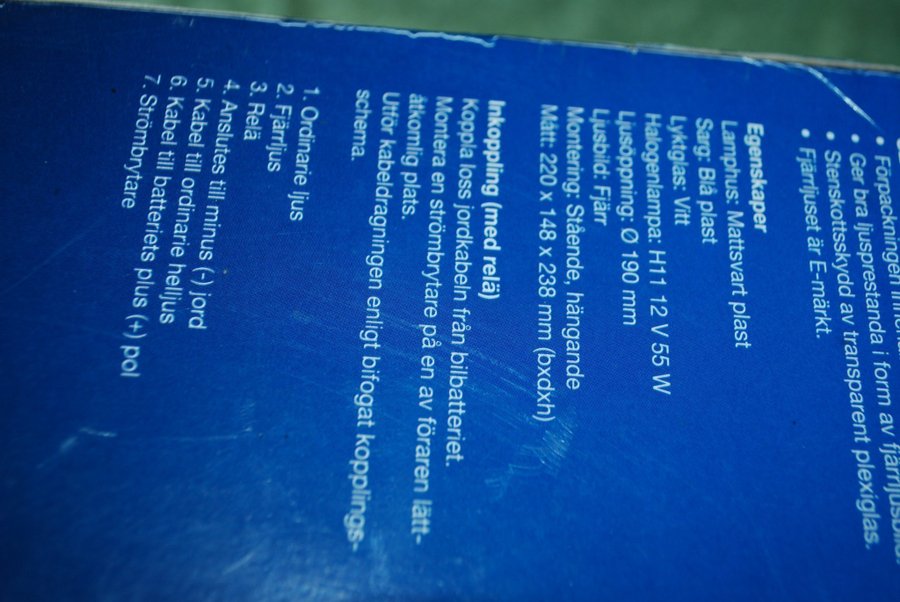 • Förpackningen
• Ger bra ljusprestanda i form av fjärrljusbild
• Stenskottsskydd av transparent plexiglas.
• Fjärrljuset är E-märkt.
Egenskaper
Lamphus: Mattsvart plast
Sarg: Blå plast
Lyktglas: Vitt
Halogenlampa: H11 12 V 55 W
Ljusöppning: Ø 190 mm
Ljusbild: Fjärr
Montering: Stående, hängande
Mått: 220 x 148 x 238 mm (bxdxh)
Inkoppling (med relä)
Koppla loss jordkabeln från bilbatteriet.
Montera en strömbrytare på en av föraren lätt-
åtkomlig plats.
Utför kabeldragningen enligt bifogat kopplings-
schema.
1. Ordinarie ljus
2. Fjärrljus
3. Relä
4. Anslutes till minus (-) jord
5. Kabel till ordinarie helljus
6. Kabel till batteriets plus (+) pol
7. Strömbrytare